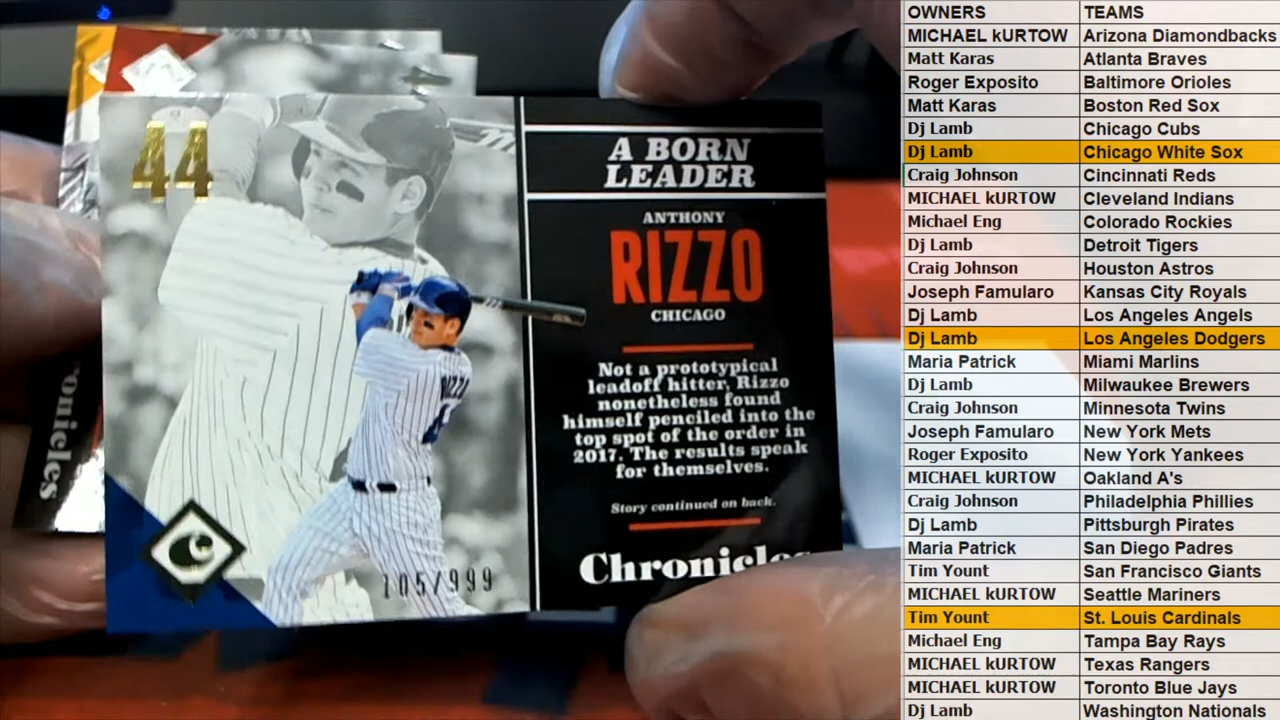 44
A BORN
LEADER
ANTHONY
RIZZO
CHICAGO
Not a prototypical
leadoff hitter, Rizzo
nonetheless found
himself penciled into the
top spot of the order in
2017. The results speak
for themselves.
Story continued on back.
Chronicles
105/999
RIZZO
ronicles
OWNERS TEAMS
MICHAEL kURTOW Arizona Diamondbacks
Matt Karas Atlanta Braves
Roger Exposito Baltimore Orioles
Matt Karas Boston Red Sox
Dj Lamb Chicago Cubs
Dj Lamb Chicago White Sox
Craig Johnson Cincinnati Reds
MICHAEL kURTOW Cleveland Indians
Michael Eng Colorado Rockies
Dj Lamb Detroit Tigers
Craig Johnson Houston Astros
Joseph Famularo Kansas City Royals
Dj Lamb Los Angeles Angels
Dj Lamb Los Angeles Dodgers
Maria Patrick Miami Marlins
Dj Lamb Milwaukee Brewers
Craig Johnson Minnesota Twins
Joseph Famularo New York Mets
Roger Exposito New York Yankees
MICHAEL kURTOW Oakland A's
Craig Johnson Philadelphia Phillies
Dj Lamb Pittsburgh Pirates
Maria Patrick San Diego Padres
Tim Yount San Francisco Giants
MICHAEL kURTOW Seattle Mariners
Tim Yount St. Louis Cardinals
Michael Eng Tampa Bay Rays
MICHAEL kURTOW Texas Rangers
MICHAEL kURTOW Toronto Blue Jays
Dj Lamb Washington Nationals